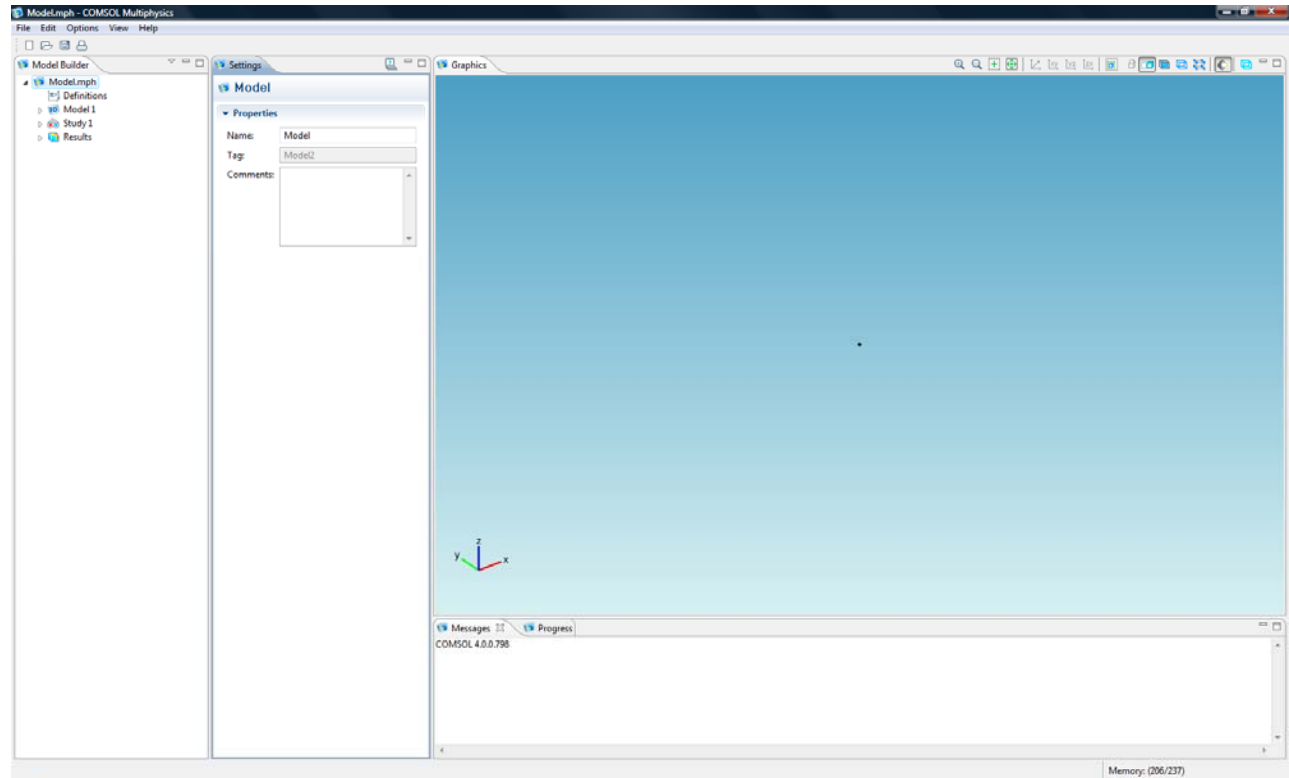 Model.mph - COMSOL Multiphysics
File Edit Options View Help
Model Builder
Model.mph
Definitions
Model 1
Study 1
Results
Settings
Model
Properties
Name: Model
Tag: Model2
Comments:
Graphics
z
y
x
Messages Progress
COMSOL 4.0.0.798
Memory: (206/237)